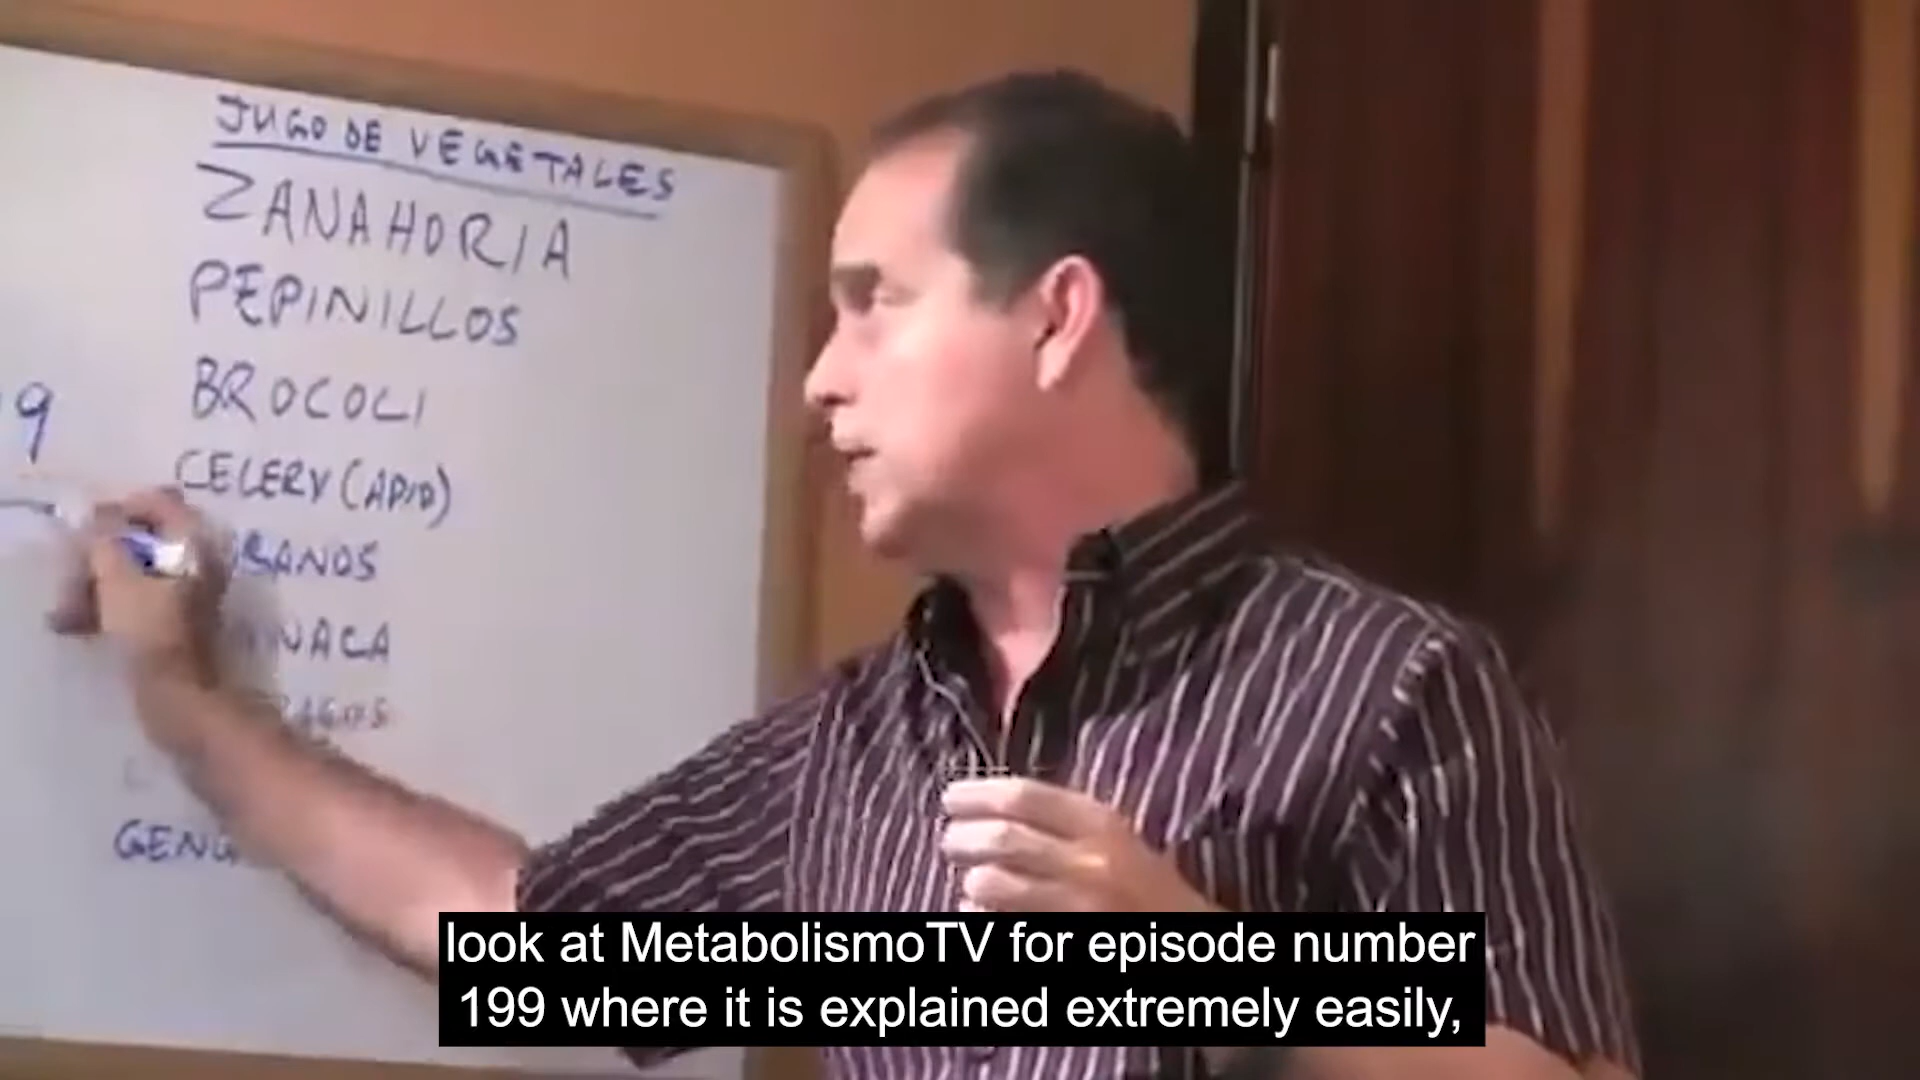 JUGO DE VEGETALES
ZANAHORIA
PEPINILLOS
BROCOLI
9
CELERY (APIO)
look at MetabolismoTV for episode number
199 where it is explained extremely easily,